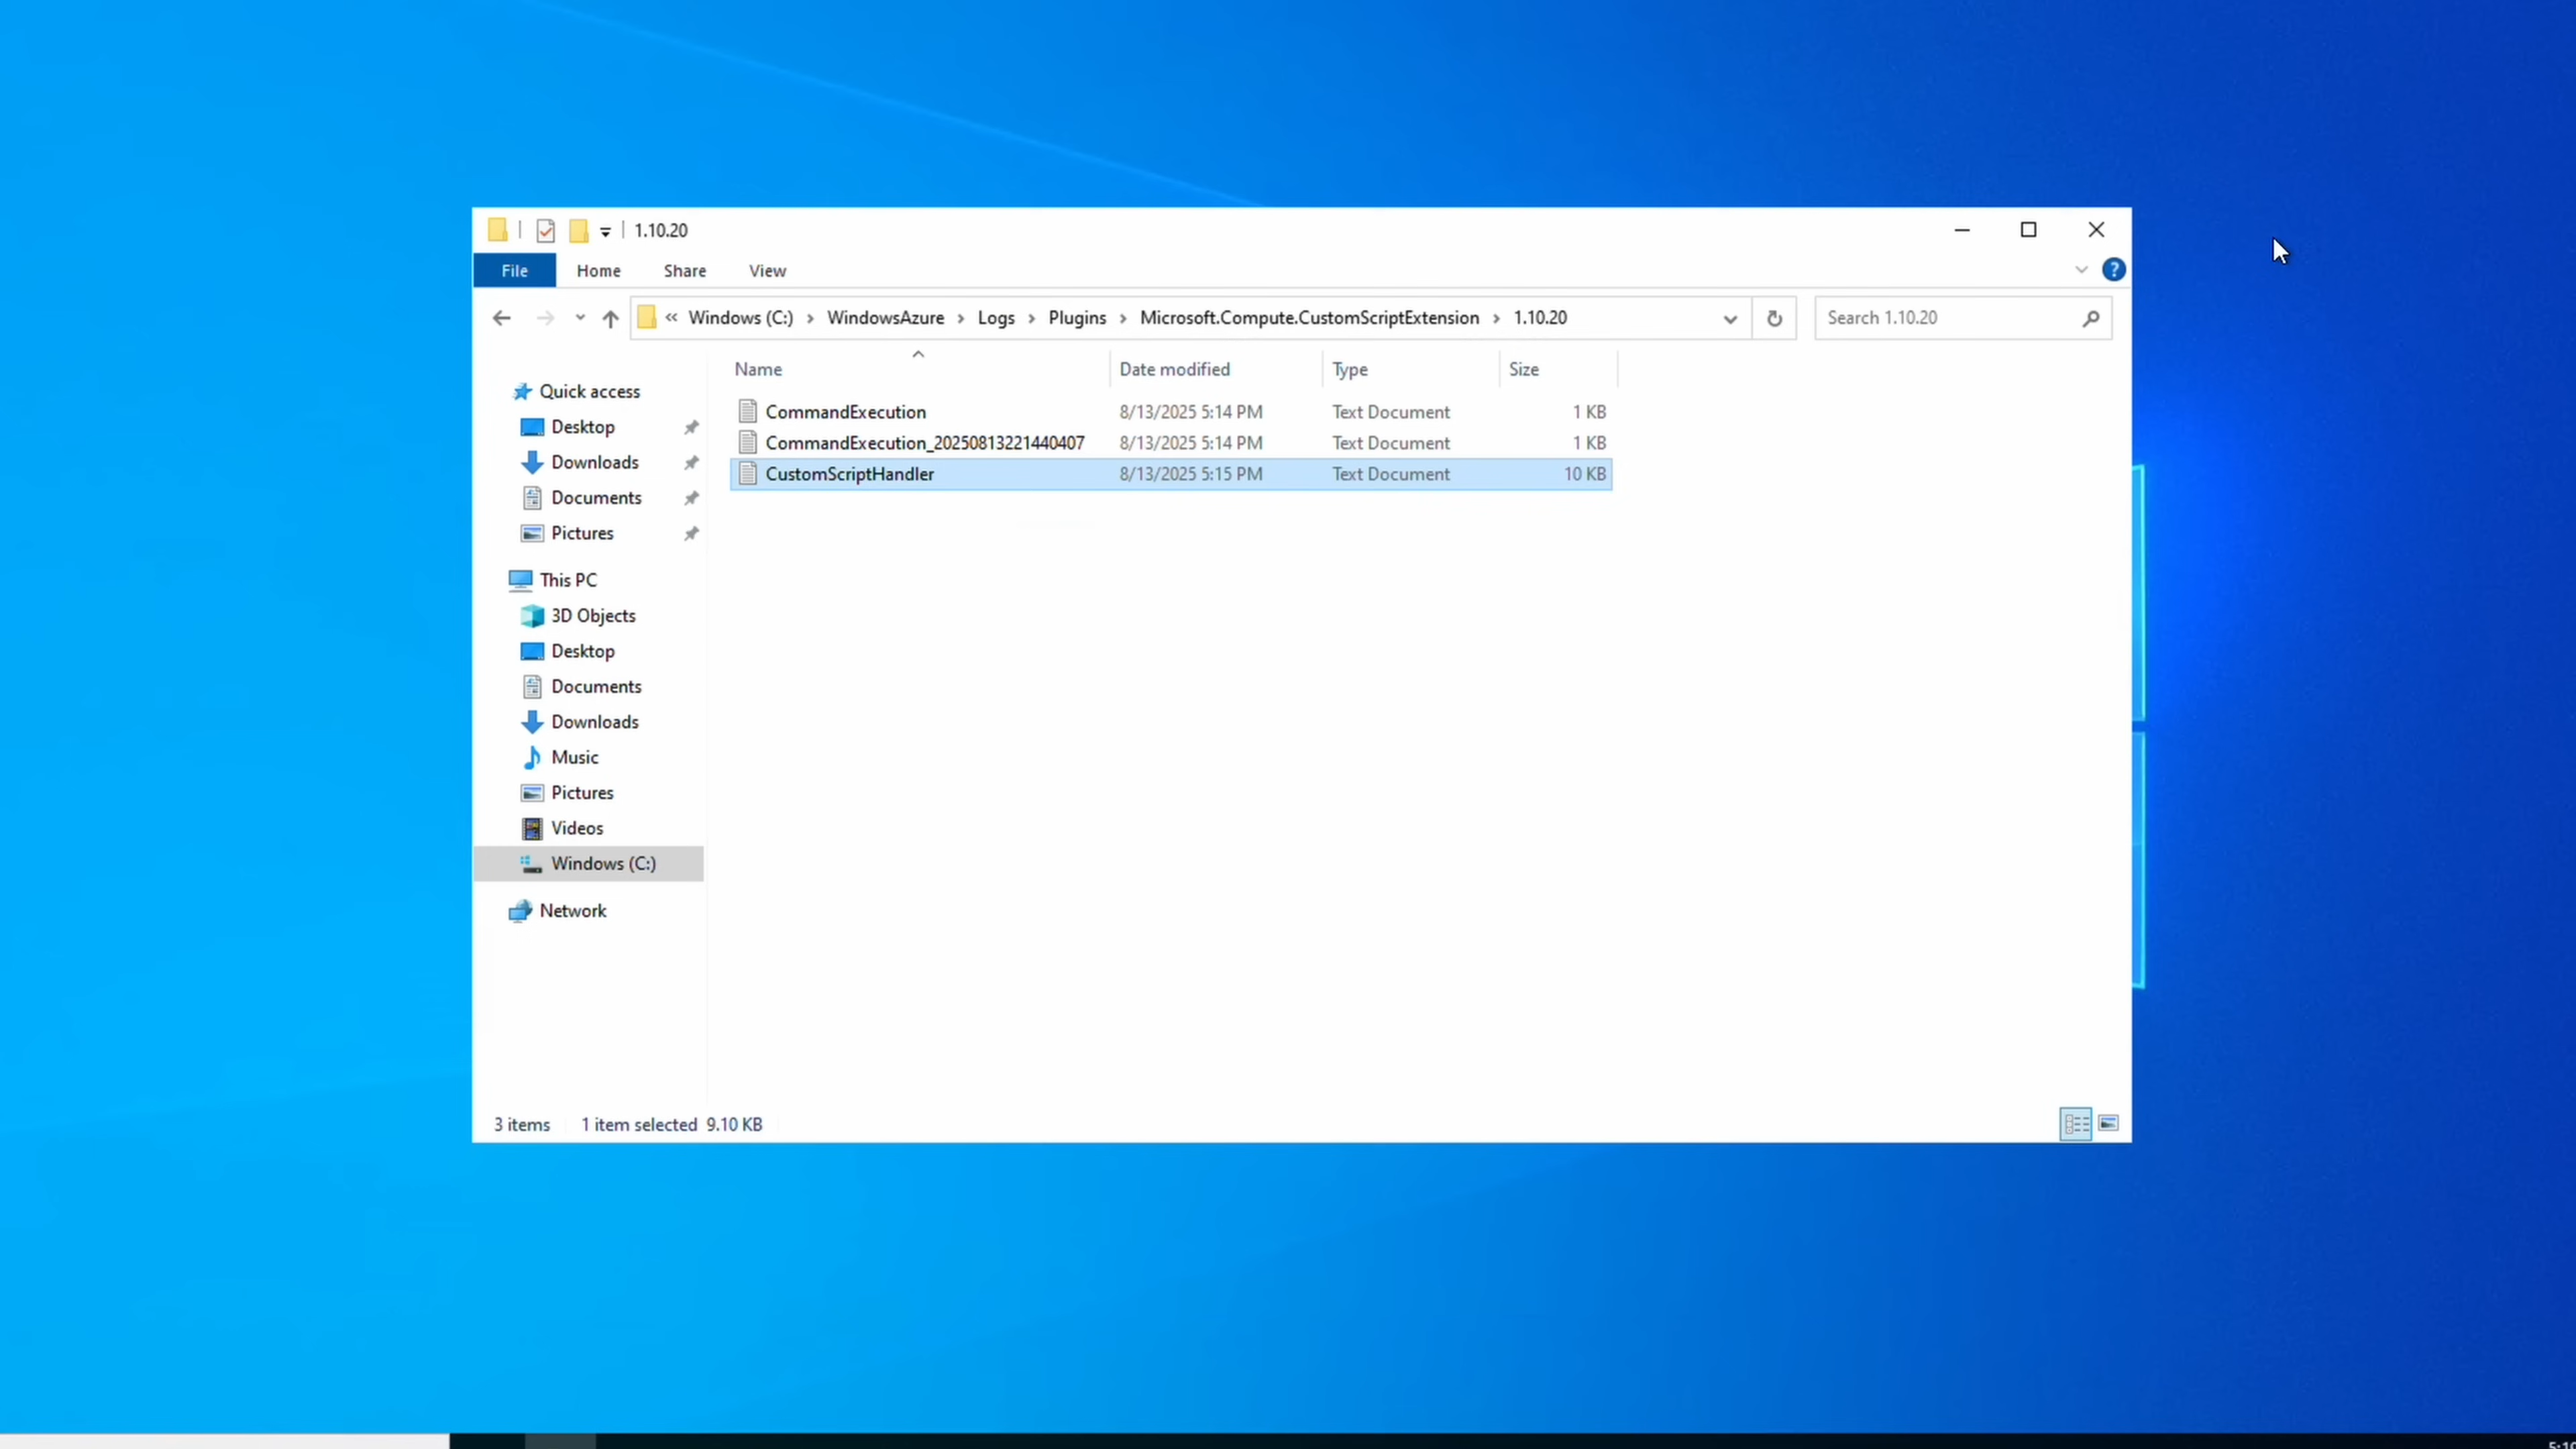 1.10.20
File Home Share View
« Windows (C:) › WindowsAzure › Logs › Plugins › Microsoft.Compute.CustomScriptExtension › 1.10.20 Search 1.10.20
Name Date modified Type Size
CommandExecution 8/13/2025 5:14 PM Text Document 1 KB
CommandExecution_20250813221440407 8/13/2025 5:14 PM Text Document 1 KB
CustomScriptHandler 8/13/2025 5:15 PM Text Document 10 KB
Quick access
Desktop
Downloads
Documents
Pictures
This PC
3D Objects
Desktop
Documents
Downloads
Music
Pictures
Videos
Windows (C:)
Network
3 items 1 item selected 9.10 KB